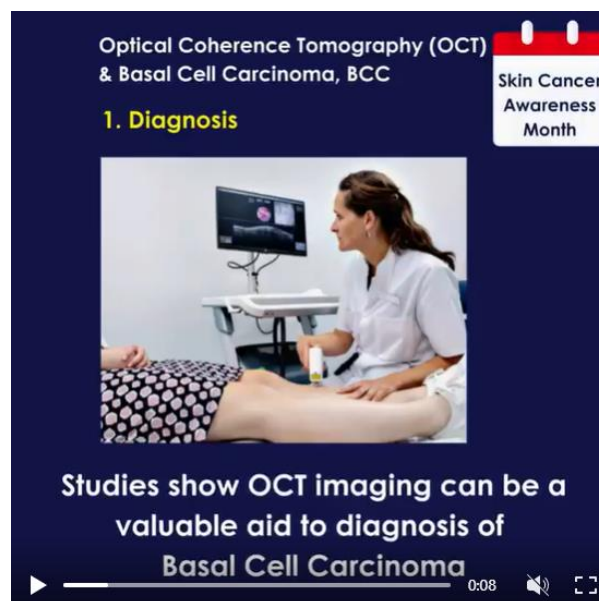 Optical Coherence Tomography (OCT)
& Basal Cell Carcinoma, BCC
Skin Cancer
Awareness
Month
1. Diagnosis
Studies show OCT imaging can be a
valuable aid to diagnosis of
Basal Cell Carcinoma
0:08